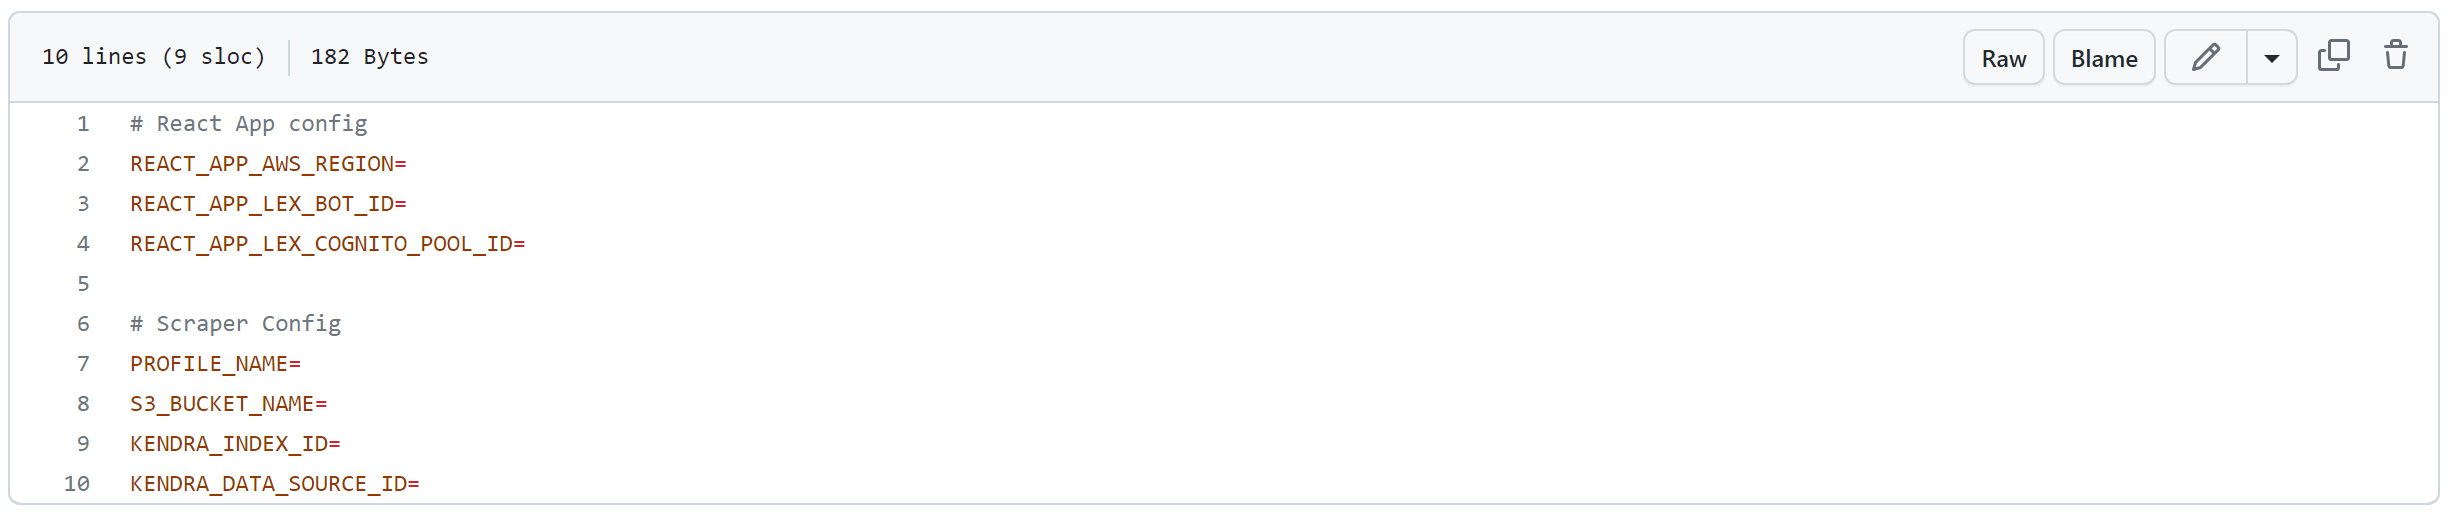 10 lines (9 sloc) 182 Bytes Raw Blame
1 # React App config
2 REACT_APP_AWS_REGION=
3 REACT_APP_LEX_BOT_ID=
4 REACT_APP_LEX_COGNITO_POOL_ID=
5
6 # Scraper Config
7 PROFILE_NAME=
8 S3_BUCKET_NAME=
9 KENDRA_INDEX_ID=
10 KENDRA_DATA_SOURCE_ID=